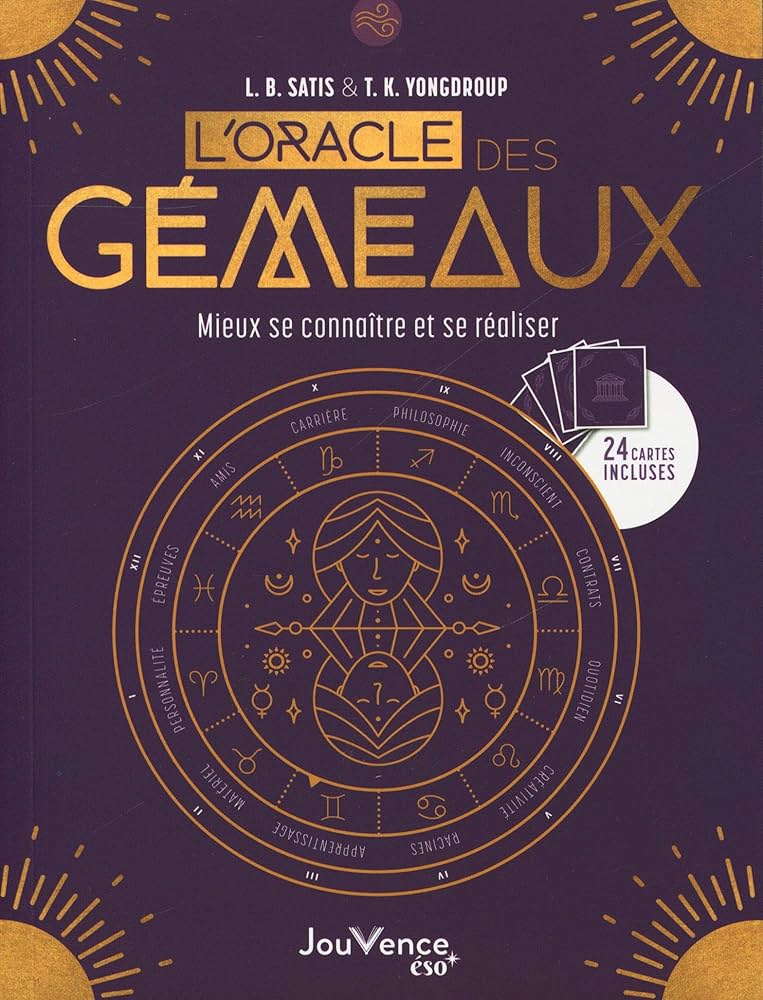 L. B. SATIS & T. K. YONGDROUP
L'ORACLE DES
GÉMEAUX
Mieux se connaître et se réaliser
24 CARTES
INCLUSES
X
CARRIÈRE
IX
PHILOSOPHIE
VIII
INCONSCIENT
VII
CONTRATS
VI
QUOTIDIEN
V
CRÉATIVITÉ
IV
RACINES
III
APPRENTISSAGE
II
MATÉRIEL
I
PERSONNALITÉ
XII
ÉPREUVES
XI
AMIS
JouVence
éso